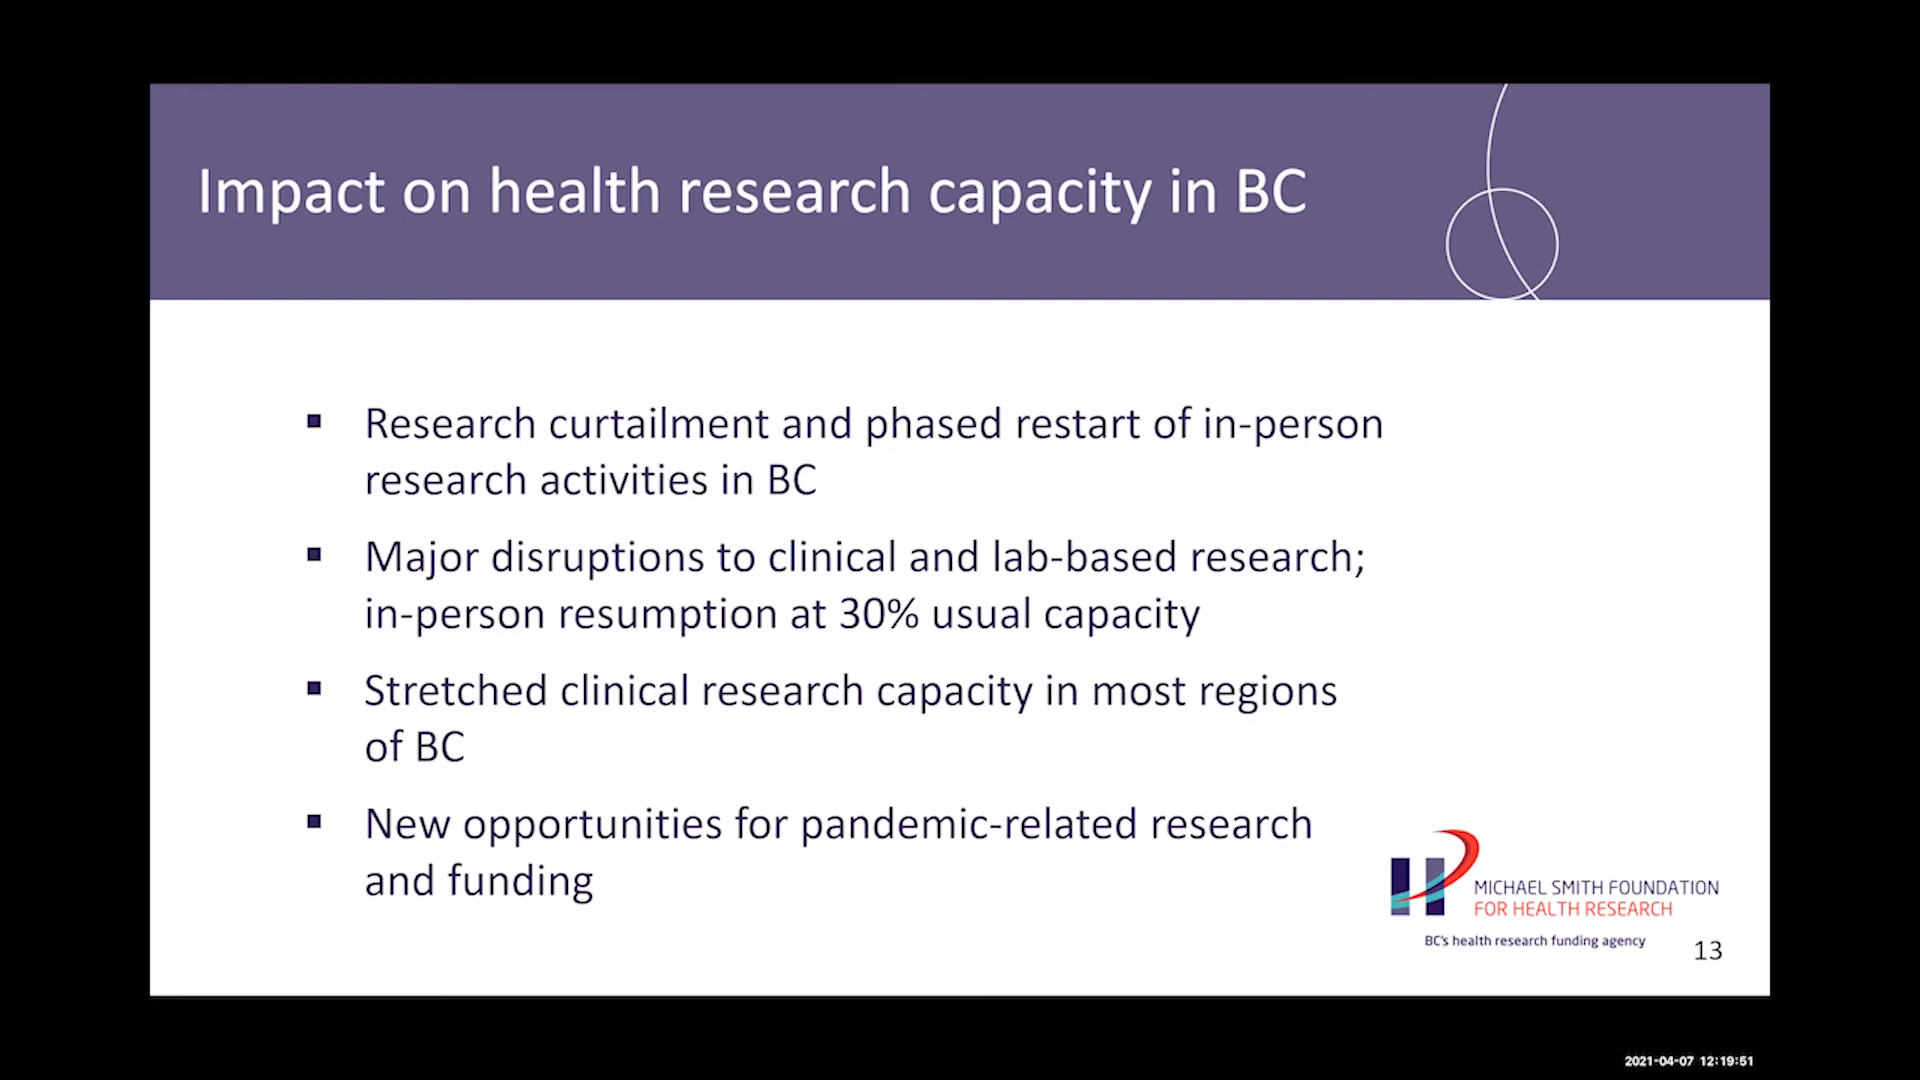 Impact on health research capacity in BC
▪ Research curtailment and phased restart of in-person
research activities in BC
▪ Major disruptions to clinical and lab-based research;
in-person resumption at 30% usual capacity
▪ Stretched clinical research capacity in most regions
of BC
▪ New opportunities for pandemic-related research
and funding
MICHAEL SMITH FOUNDATION
FOR HEALTH RESEARCH
BC's health research funding agency
13
2021-04-07 12:19:51